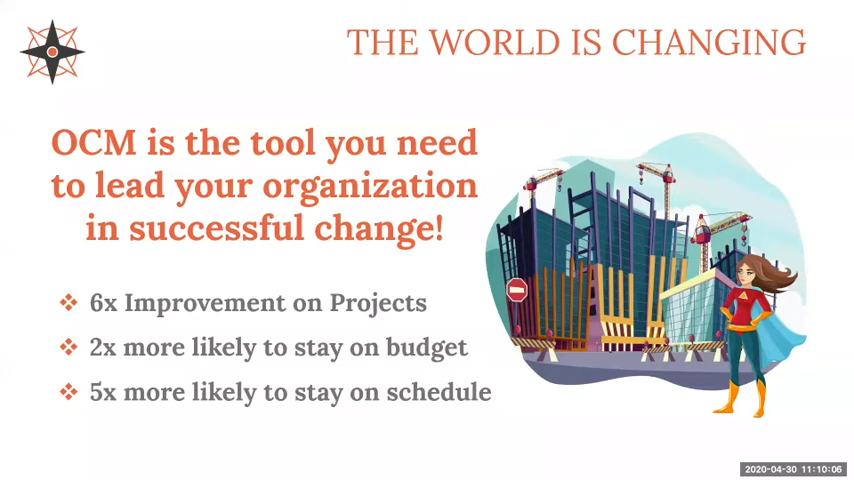 THE WORLD IS CHANGING
OCM is the tool you need
to lead your organization
in successful change!
6x Improvement on Projects
2x more likely to stay on budget
5x more likely to stay on schedule
2020-04-30 11:10:06